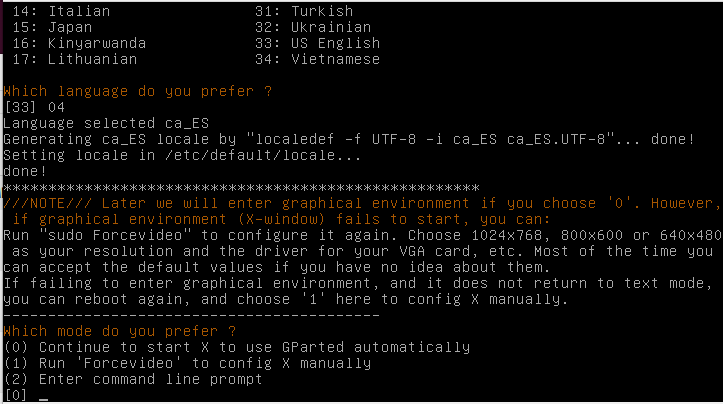 14: Italian 31: Turkish
15: Japan 32: Ukrainian
16: Kinyarwanda 33: US English
17: Lithuanian 34: Vietnamese
Which language do you prefer ?
[33] 04
Language selected ca_ES
Generating ca_ES locale by "localedef -f UTF-8 -i ca_ES ca_ES.UTF-8"... done!
Setting locale in /etc/default/locale...
done!
*****************************************************
///NOTE/// Later we will enter graphical environment if you choose '0'. However,
if graphical environment (X-window) fails to start, you can:
Run "sudo Forcevideo" to configure it again. Choose 1024x768, 800x600 or 640x480
as your resolution and the driver for your VGA card, etc. Most of the time you
can accept the default values if you have no idea about them.
If failing to enter graphical environment, and it does not return to text mode,
you can reboot again, and choose '1' here to config X manually.
------------------------------------------
Which mode do you prefer ?
(0) Continue to start X to use GParted automatically
(1) Run 'Forcevideo' to config X manually
(2) Enter command line prompt
[0] _